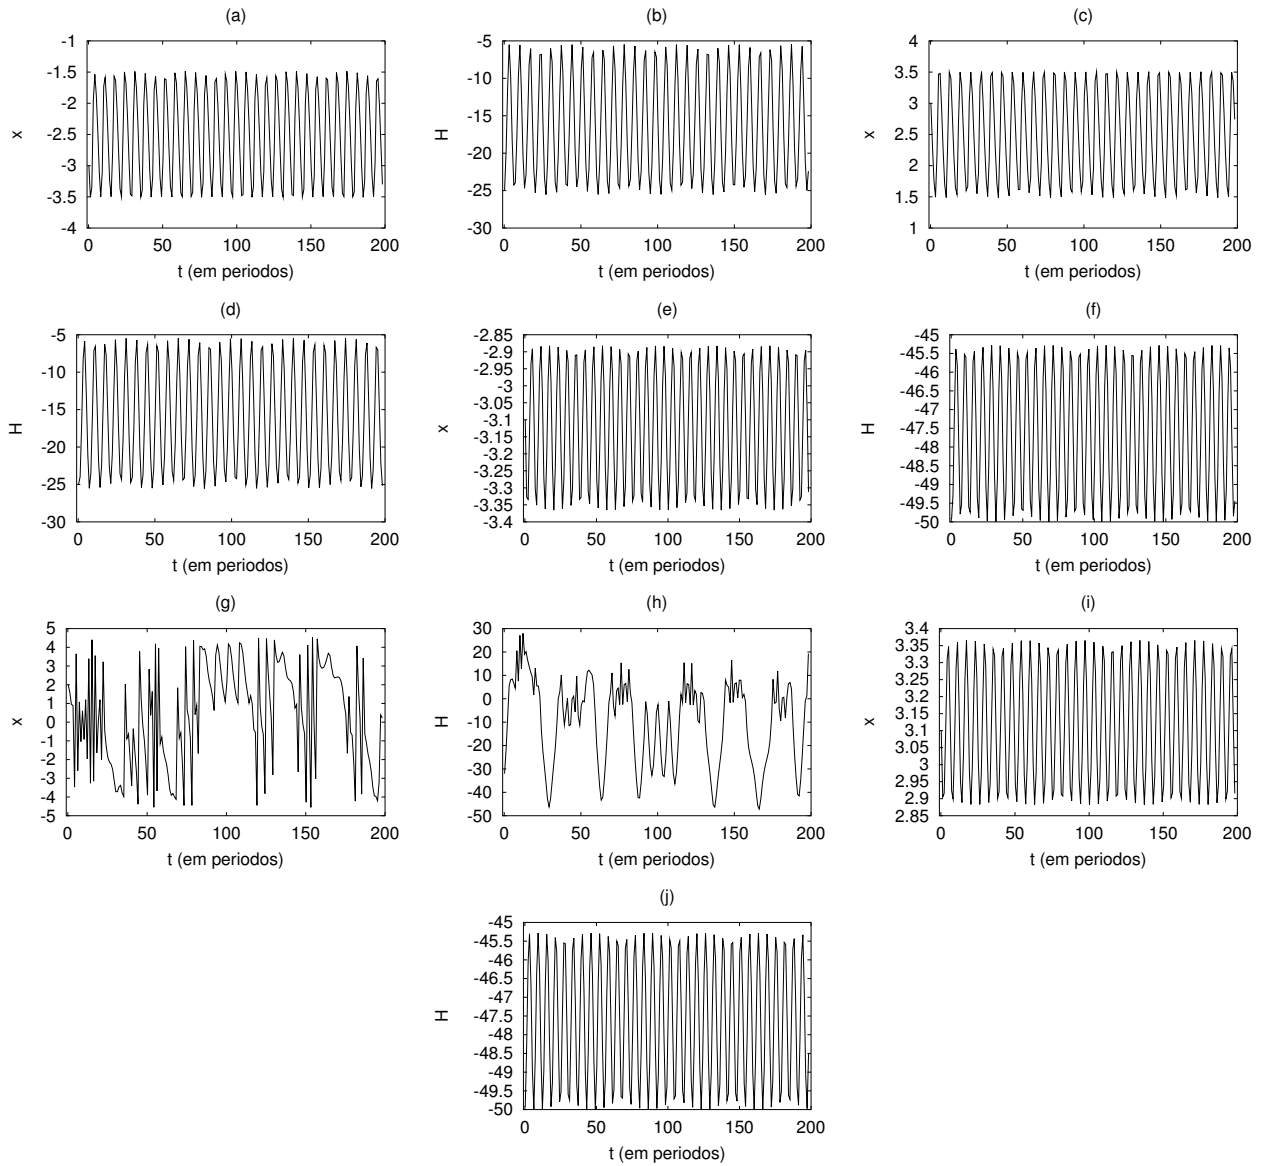 (a)
-1
-1.5
-2
-2.5
-3
-3.5
-4
x
0 50 100 150 200
t (em periodos)
(b)
-5
-10
-15
-20
-25
-30
H
0 50 100 150 200
t (em periodos)
(c)
4
3.5
3
2.5
2
1.5
1
x
0 50 100 150 200
t (em periodos)
(d)
-5
-10
-15
-20
-25
-30
H
0 50 100 150 200
t (em periodos)
(e)
-2.85
-2.9
-2.95
-3
-3.05
-3.1
-3.15
-3.2
-3.25
-3.3
-3.35
-3.4
x
0 50 100 150 200
t (em periodos)
(f)
-45
-45.5
-46
-46.5
-47
-47.5
-48
-48.5
-49
-49.5
-50
H
0 50 100 150 200
t (em periodos)
(g)
5
4
3
2
1
0
-1
-2
-3
-4
-5
x
0 50 100 150 200
t (em periodos)
(h)
30
20
10
0
-10
-20
-30
-40
-50
H
0 50 100 150 200
t (em periodos)
(i)
3.4
3.35
3.3
3.25
3.2
3.15
3.1
3.05
3
2.95
2.9
2.85
x
0 50 100 150 200
t (em periodos)
(j)
-45
-45.5
-46
-46.5
-47
-47.5
-48
-48.5
-49
-49.5
-50
H
0 50 100 150 200
t (em periodos)